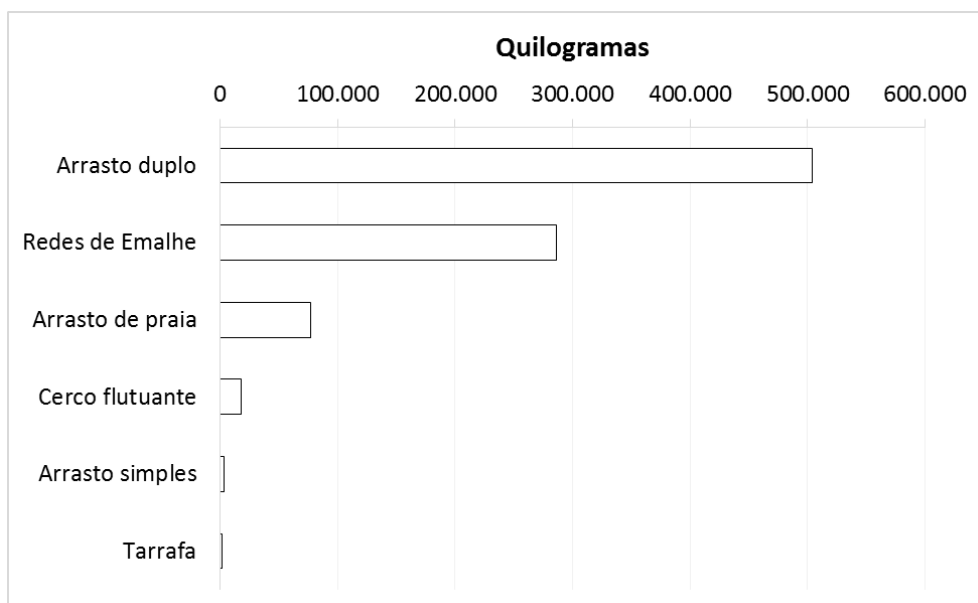 Quilogramas
0 100.000 200.000 300.000 400.000 500.000 600.000
Arrasto duplo
Redes de Emalhe
Arrasto de praia
Cerco flutuante
Arrasto simples
Tarrafa